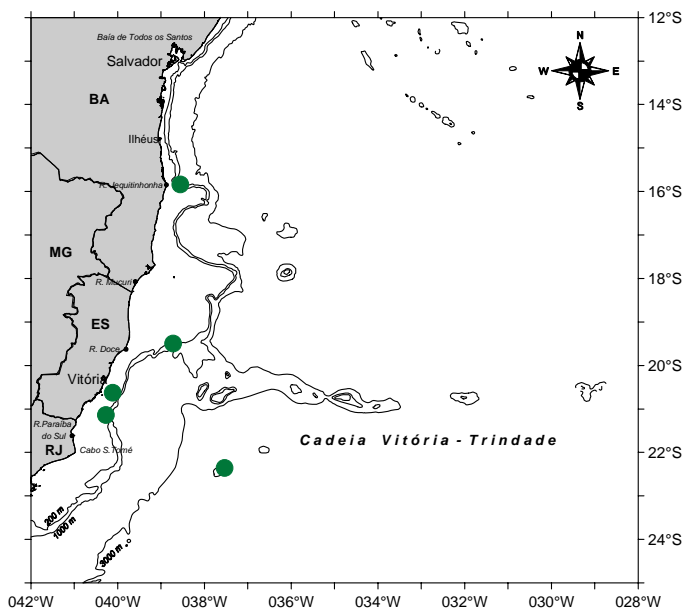 12°S
Baía de Todos os Santos
N
Salvador
W E
S
BA
14°S
Ilhéus
R. Jequitinhonha
16°S
MG
18°S
R. Mucuri
ES
R. Doce
20°S
Vitória
R.Paraíba
do Sul
Cadeia Vitória - Trindade
RJ
Cabo S.Tomé
22°S
200 m
1000 m
3000 m
24°S
042°W 040°W 038°W 036°W 034°W 032°W 030°W 028°W